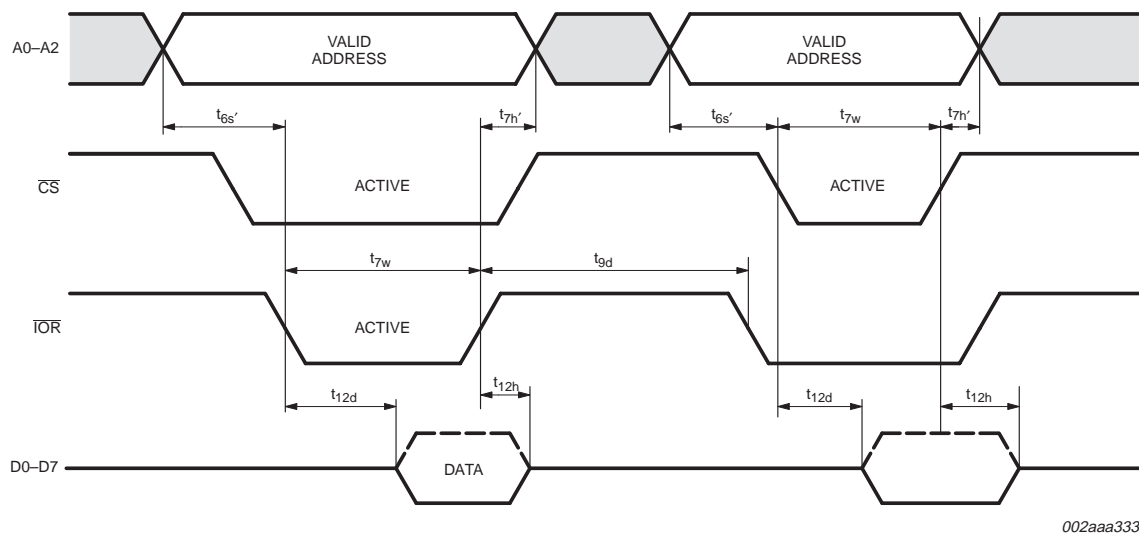 A0–A2
VALID
ADDRESS
VALID
ADDRESS
t6s′
t7h′
t6s′
t7w
t7h′
CS
ACTIVE
ACTIVE
t7w
t9d
IOR
ACTIVE
t12d
t12h
t12d
t12h
D0–D7
DATA
002aaa333